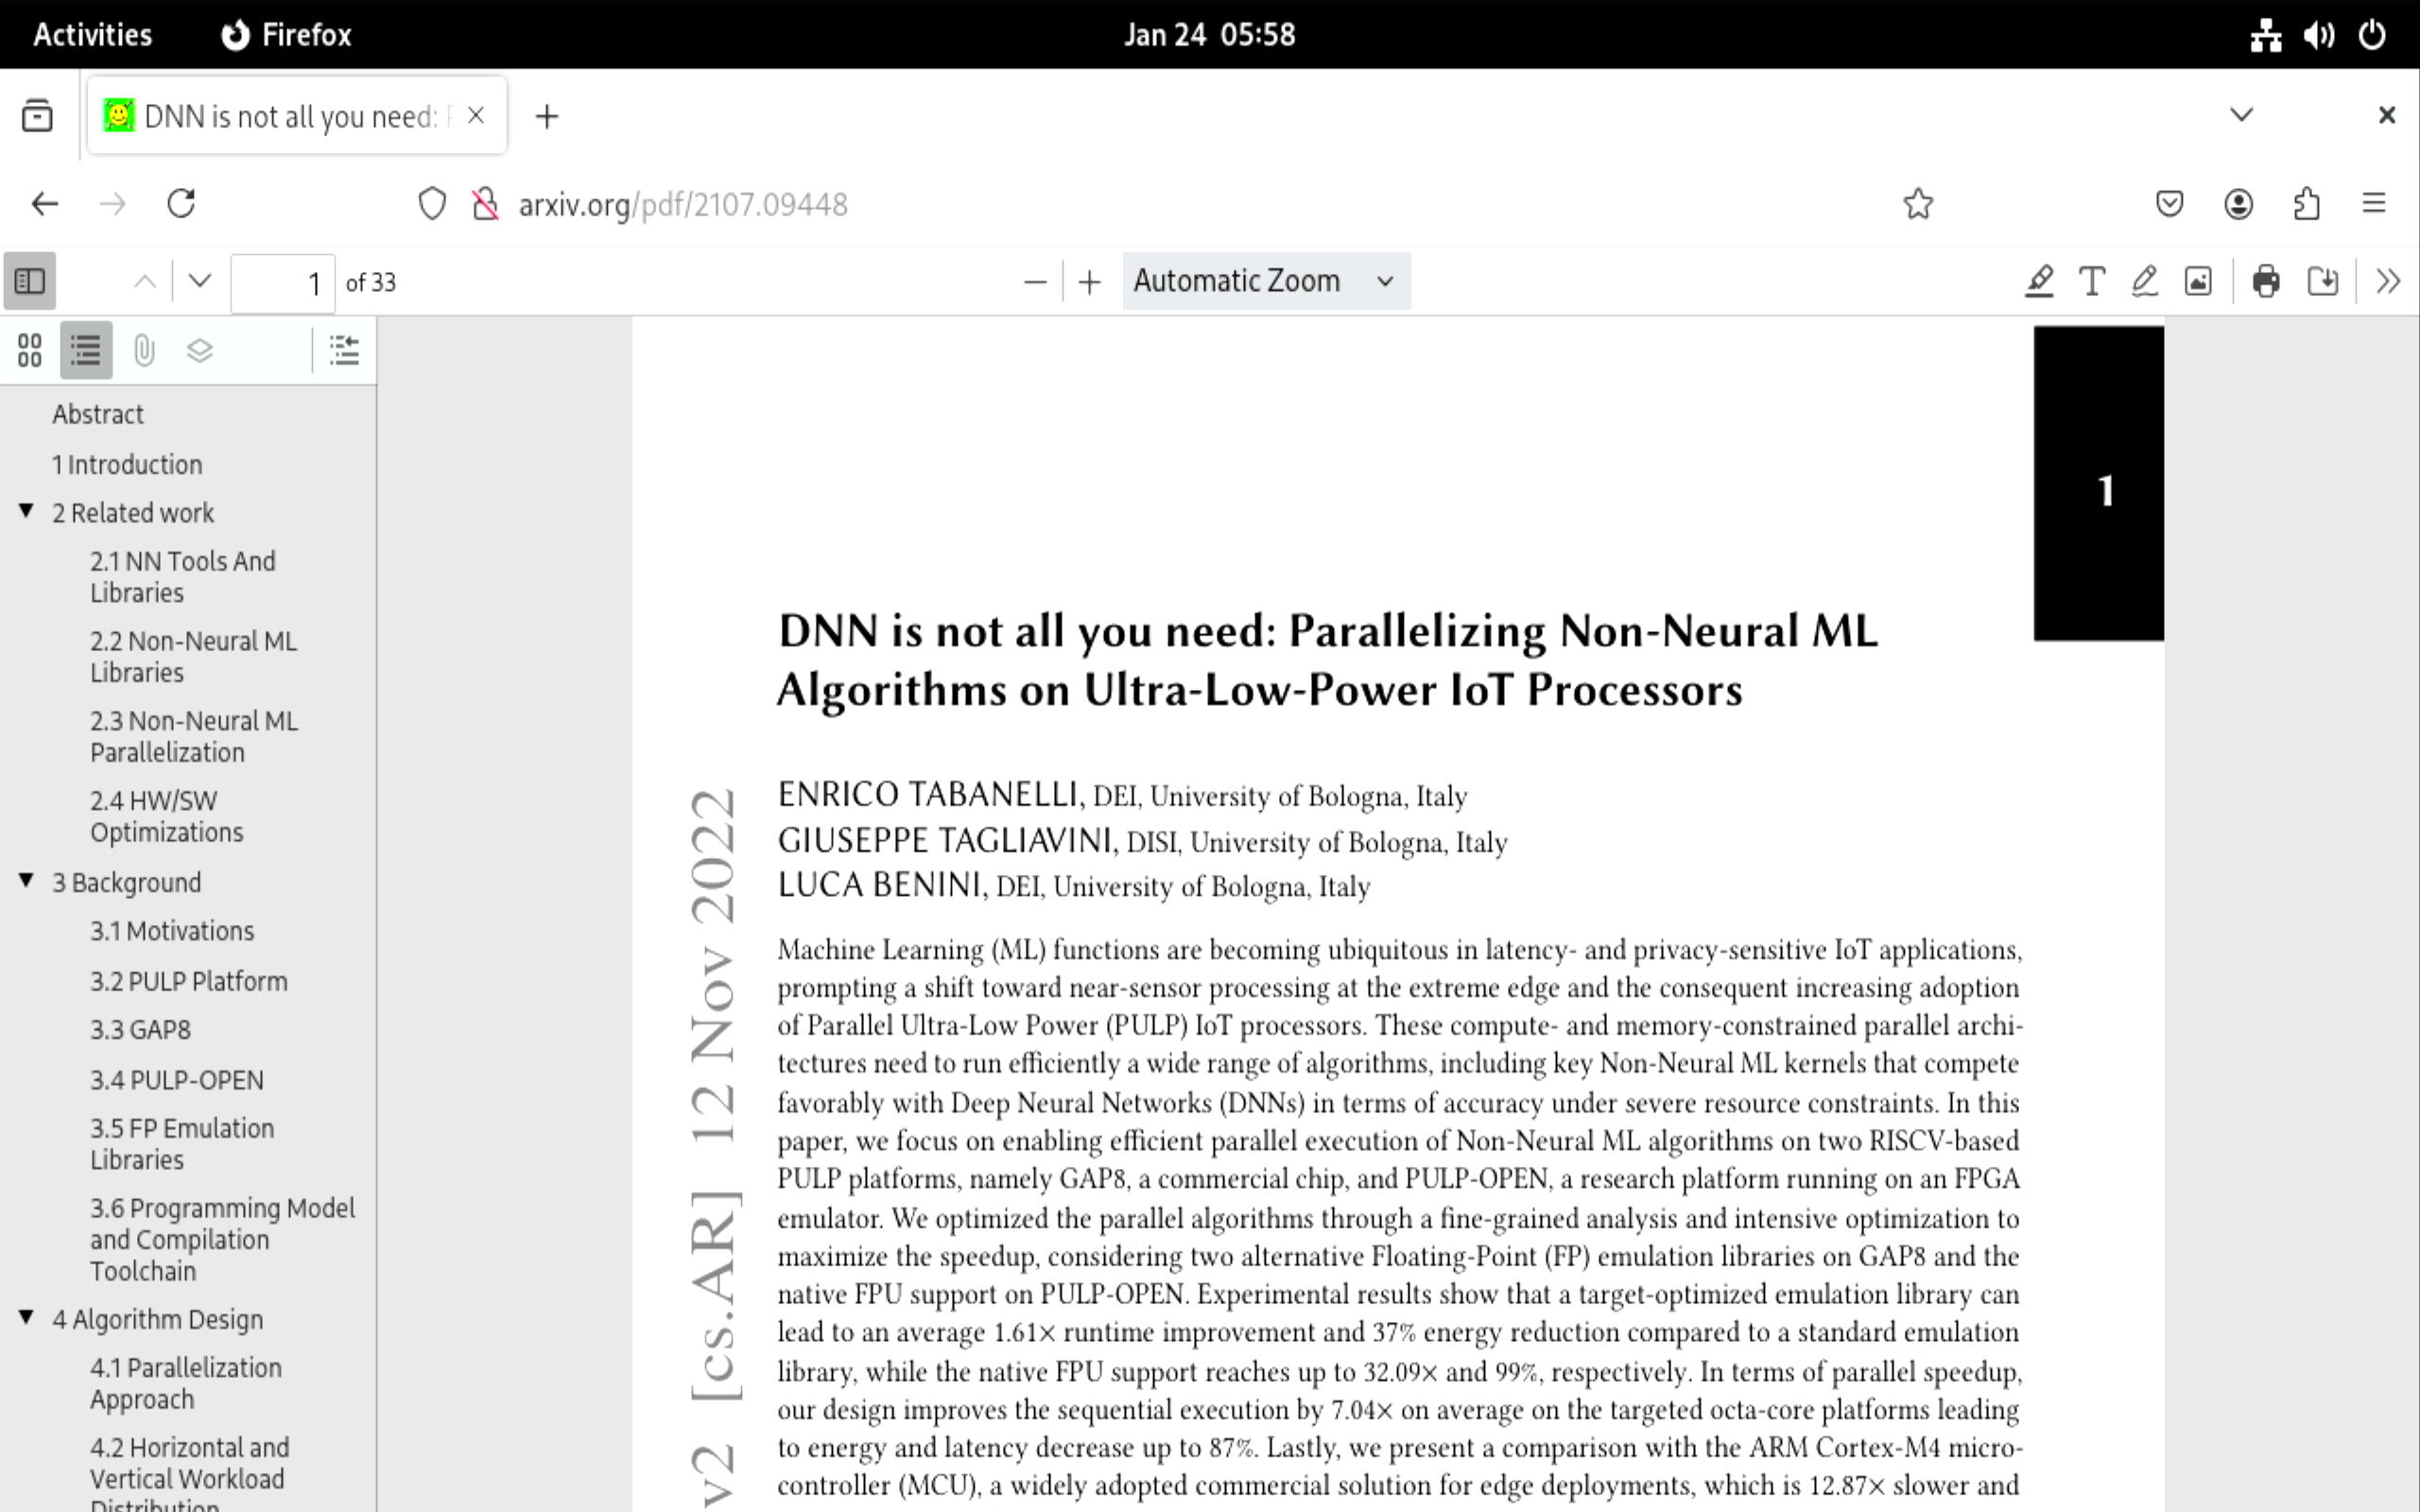 Activities
Firefox
Jan 24 05:58
DNN is not all you need:
arxiv.org/pdf/2107.09448
1 of 33
Automatic Zoom
Abstract
1 Introduction
2 Related work
2.1 NN Tools And
Libraries
2.2 Non-Neural ML
Libraries
2.3 Non-Neural ML
Parallelization
2.4 HW/SW
Optimizations
3 Background
3.1 Motivations
3.2 PULP Platform
3.3 GAP8
3.4 PULP-OPEN
3.5 FP Emulation
Libraries
3.6 Programming Model
and Compilation
Toolchain
4 Algorithm Design
4.1 Parallelization
Approach
4.2 Horizontal and
Vertical Workload
Distribution
1
DNN is not all you need: Parallelizing Non-Neural ML
Algorithms on Ultra-Low-Power IoT Processors
ENRICO TABANELLI, DEI, University of Bologna, Italy
GIUSEPPE TAGLIAVINI, DISI, University of Bologna, Italy
LUCA BENINI, DEI, University of Bologna, Italy
Machine Learning (ML) functions are becoming ubiquitous in latency- and privacy-sensitive IoT applications,
prompting a shift toward near-sensor processing at the extreme edge and the consequent increasing adoption
of Parallel Ultra-Low Power (PULP) IoT processors. These compute- and memory-constrained parallel archi-
tectures need to run efficiently a wide range of algorithms, including key Non-Neural ML kernels that compete
favorably with Deep Neural Networks (DNNs) in terms of accuracy under severe resource constraints. In this
paper, we focus on enabling efficient parallel execution of Non-Neural ML algorithms on two RISCV-based
PULP platforms, namely GAP8, a commercial chip, and PULP-OPEN, a research platform running on an FPGA
emulator. We optimized the parallel algorithms through a fine-grained analysis and intensive optimization to
maximize the speedup, considering two alternative Floating-Point (FP) emulation libraries on GAP8 and the
native FPU support on PULP-OPEN. Experimental results show that a target-optimized emulation library can
lead to an average 1.61× runtime improvement and 37% energy reduction compared to a standard emulation
library, while the native FPU support reaches up to 32.09× and 99%, respectively. In terms of parallel speedup,
our design improves the sequential execution by 7.04× on average on the targeted octa-core platforms leading
to energy and latency decrease up to 87%. Lastly, we present a comparison with the ARM Cortex-M4 micro-
controller (MCU), a widely adopted commercial solution for edge deployments, which is 12.87× slower and
v2 [cs.AR] 12 Nov 2022